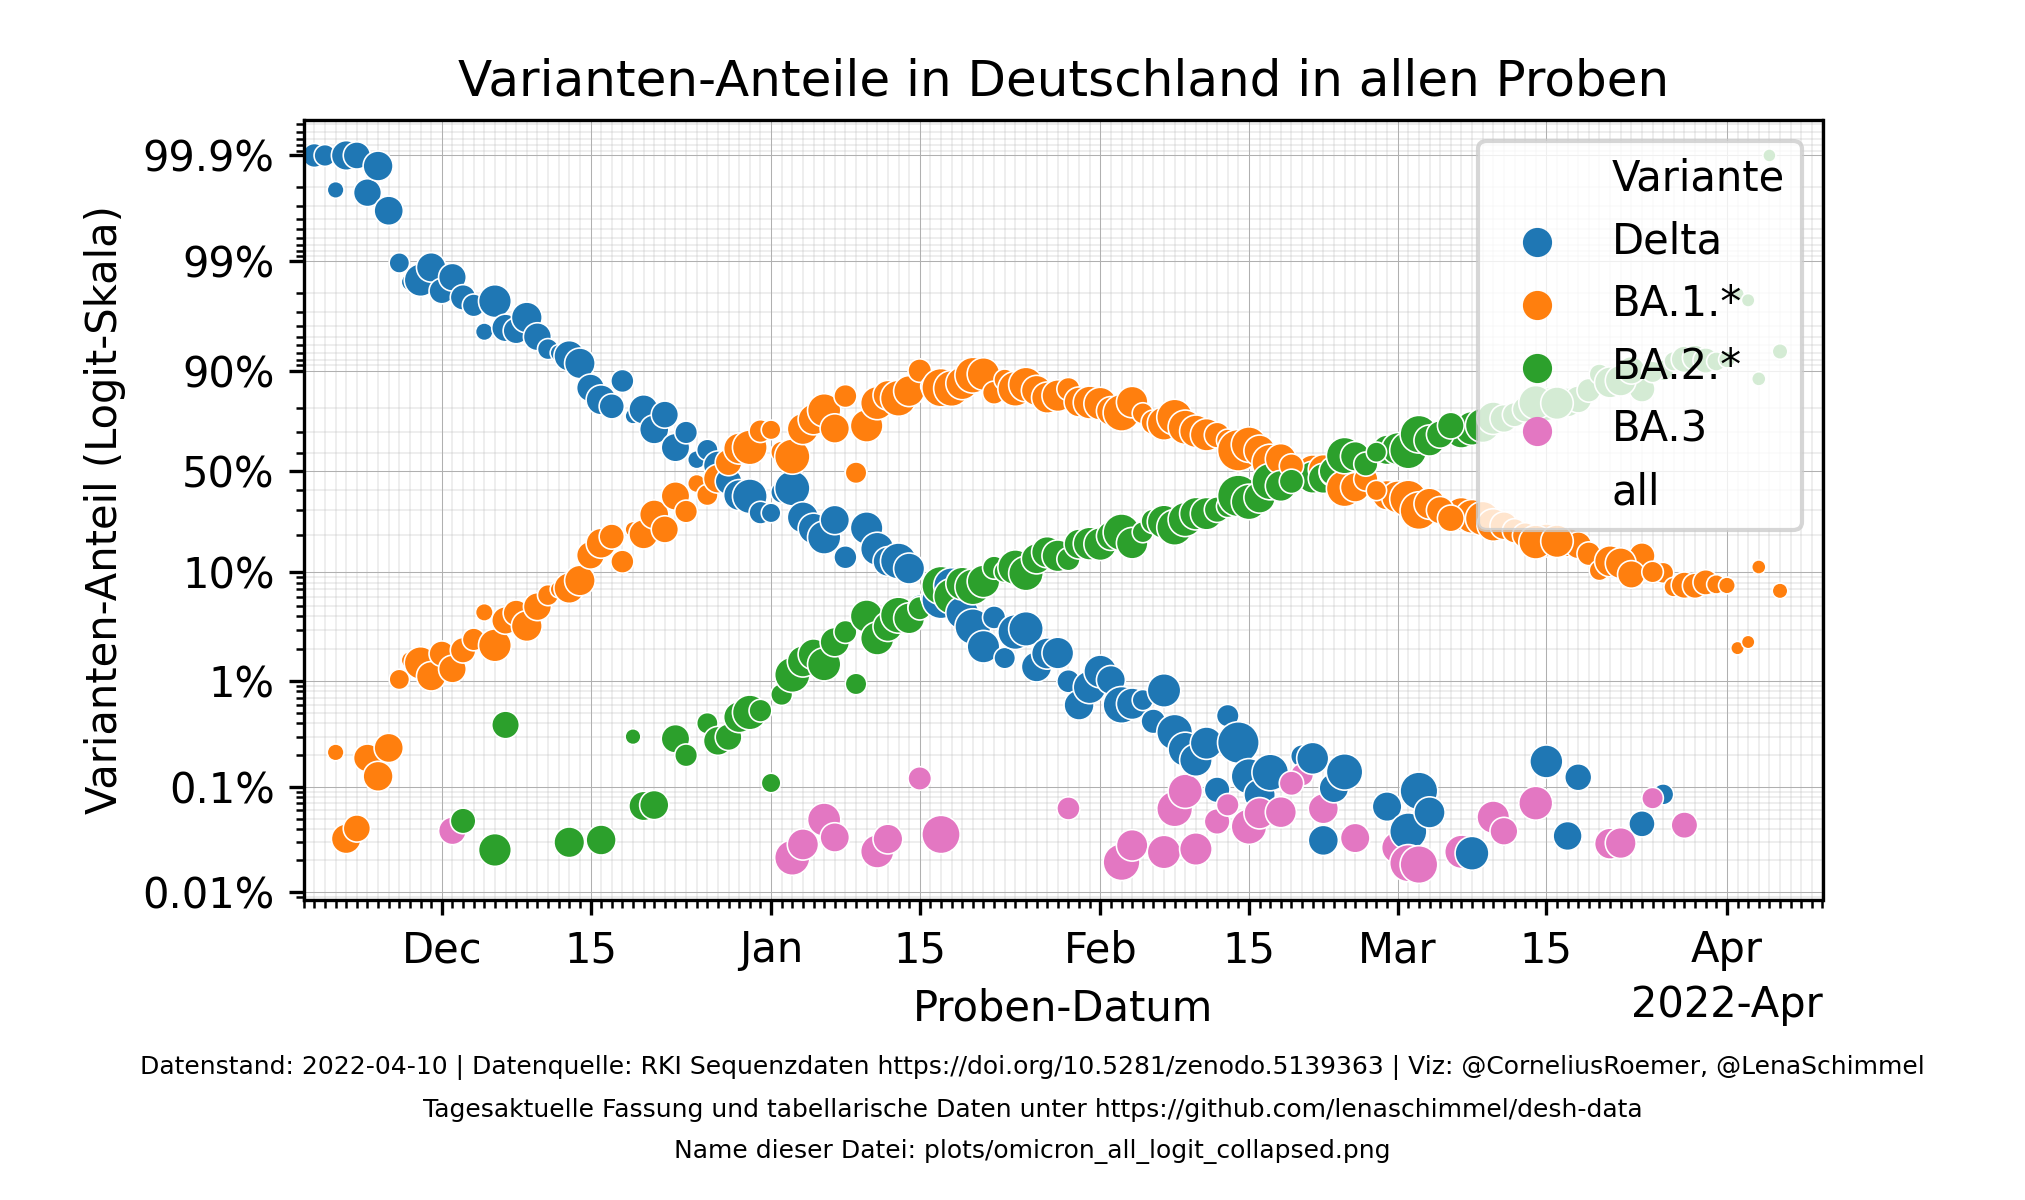 Varianten-Anteile in Deutschland in allen Proben
Varianten-Anteil (Logit-Skala)
99.9%
99%
90%
50%
10%
1%
0.1%
0.01%
Variante
Delta
BA.1.*
BA.2.*
BA.3
all
Dec 15 Jan 15 Feb 15 Mar 15 Apr
Proben-Datum
2022-Apr
Datenstand: 2022-04-10 | Datenquelle: RKI Sequenzdaten https://doi.org/10.5281/zenodo.5139363 | Viz: @CorneliusRoemer, @LenaSchimmel
Tagesaktuelle Fassung und tabellarische Daten unter https://github.com/lenaschimmel/desh-data
Name dieser Datei: plots/omicron_all_logit_collapsed.png